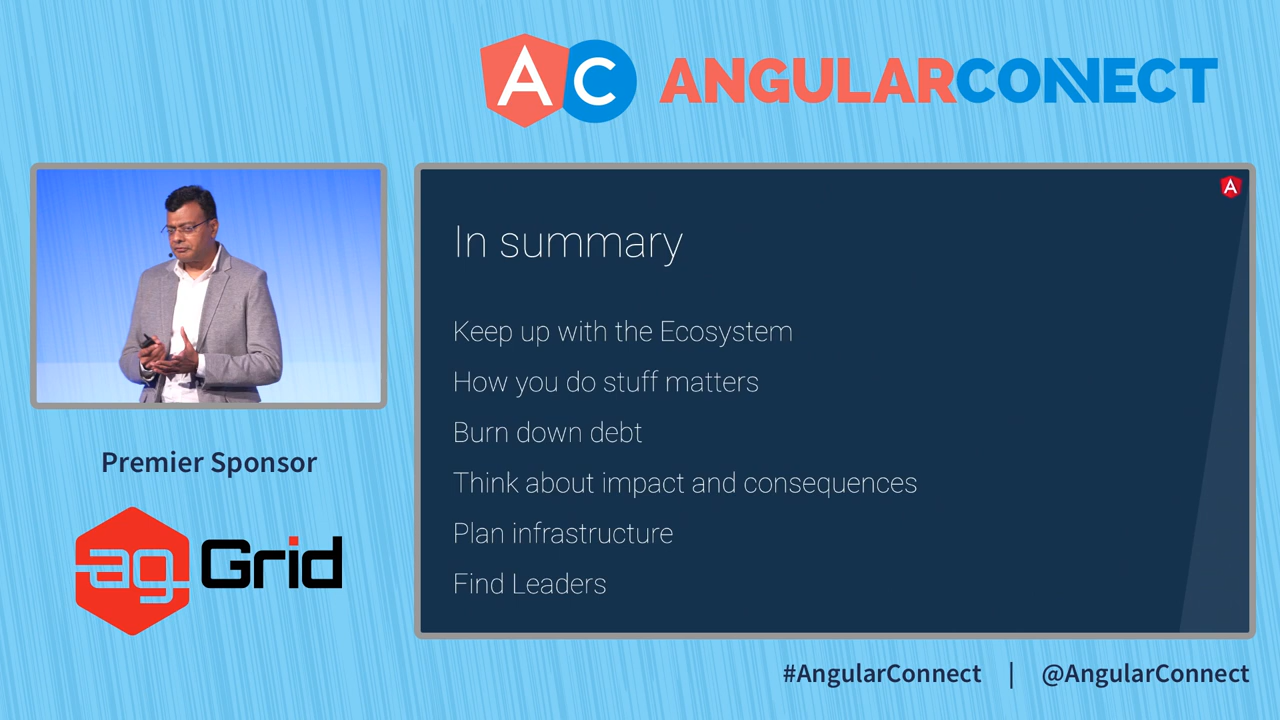 AC ANGULARCONNECT
A
In summary
Keep up with the Ecosystem
How you do stuff matters
Burn down debt
Think about impact and consequences
Plan infrastructure
Find Leaders
Premier Sponsor
ag Grid
#AngularConnect | @AngularConnect